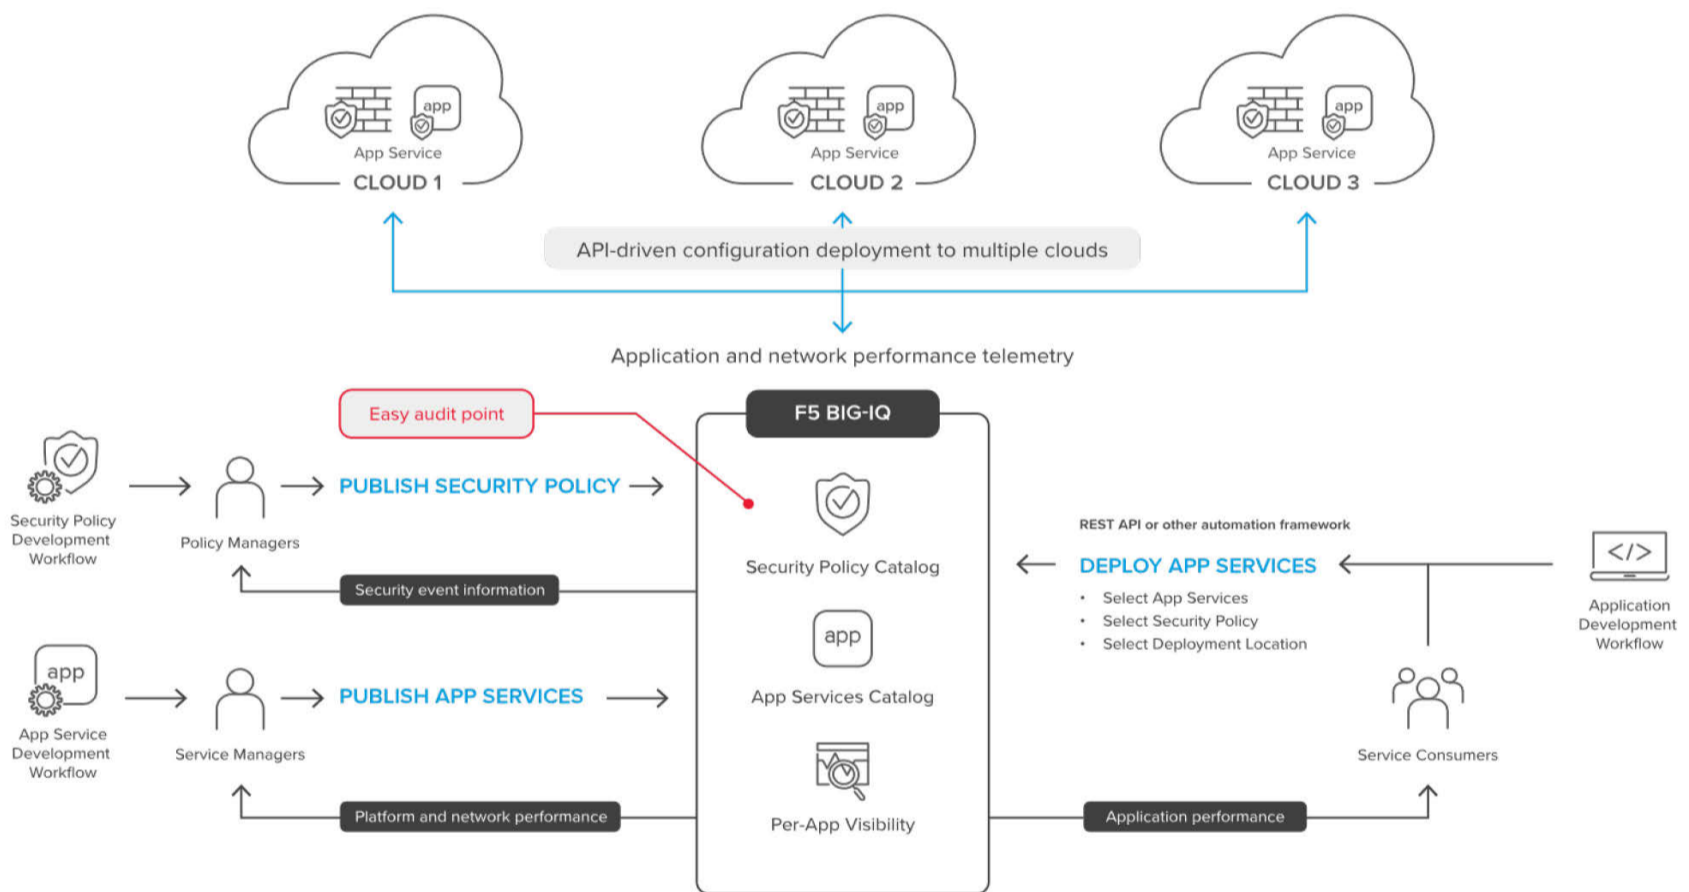 app
App Service
CLOUD 1
app
App Service
CLOUD 2
app
App Service
CLOUD 3
API-driven configuration deployment to multiple clouds
Application and network performance telemetry
Easy audit point
F5 BIG-IQ
Security Policy
Development
Workflow
Policy Managers
PUBLISH SECURITY POLICY
Security event information
app
App Service
Development
Workflow
Service Managers
PUBLISH APP SERVICES
Platform and network performance
Security Policy Catalog
app
App Services Catalog
Per-App Visibility
REST API or other automation framework
DEPLOY APP SERVICES
• Select App Services
• Select Security Policy
• Select Deployment Location
</>
Application
Development
Workflow
Service Consumers
Application performance